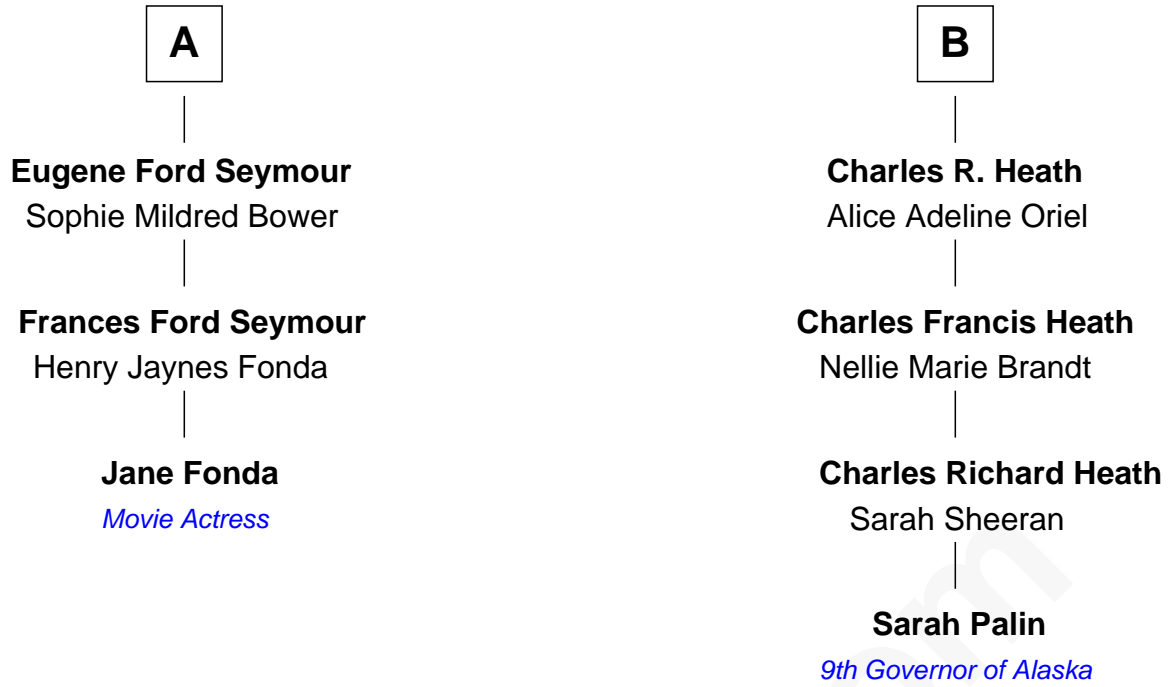 A
Eugene Ford Seymour
Sophie Mildred Bower
Frances Ford Seymour
Henry Jaynes Fonda
Jane Fonda
Movie Actress
B
Charles R. Heath
Alice Adeline Oriel
Charles Francis Heath
Nellie Marie Brandt
Charles Richard Heath
Sarah Sheeran
Sarah Palin
9th Governor of Alaska